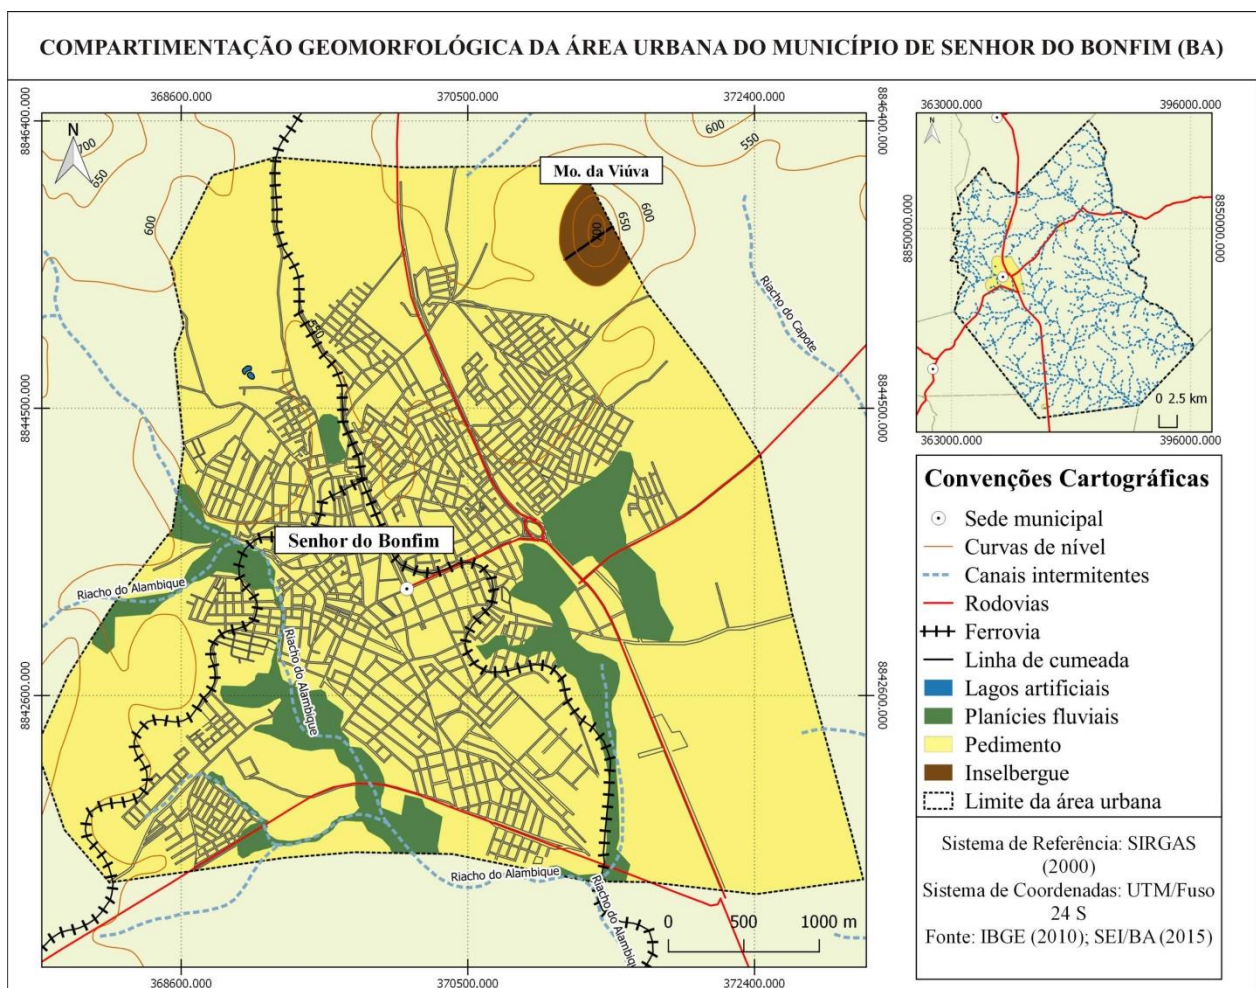 COMPARTIMENTAÇÃO GEOMORFOLÓGICA DA ÁREA URBANA DO MUNICÍPIO DE SENHOR DO BONFIM (BA)
368600.000
370500.000
372400.000
8846400.000
8846400.000
N
700
650
600
600
550
Mo. da Viúva
600
650
700
Riacho do Capote
550
8844500.000
8844500.000
Senhor do Bonfim
Riacho do Alambique
Riacho do Alambique
8842600.000
8842600.000
Riacho do Alambique
Riacho do Alambique
0 500 1000 m
368600.000
370500.000
372400.000
363000.000
396000.000
N
8850000.000
8850000.000
0 2.5 km
363000.000
396000.000
Convenções Cartográficas
Sede municipal
Curvas de nível
Canais intermitentes
Rodovias
Ferrovia
Linha de cumeada
Lagos artificiais
Planícies fluviais
Pedimento
Inselbergue
Limite da área urbana
Sistema de Referência: SIRGAS
(2000)
Sistema de Coordenadas: UTM/Fuso
24 S
Fonte: IBGE (2010); SEI/BA (2015)